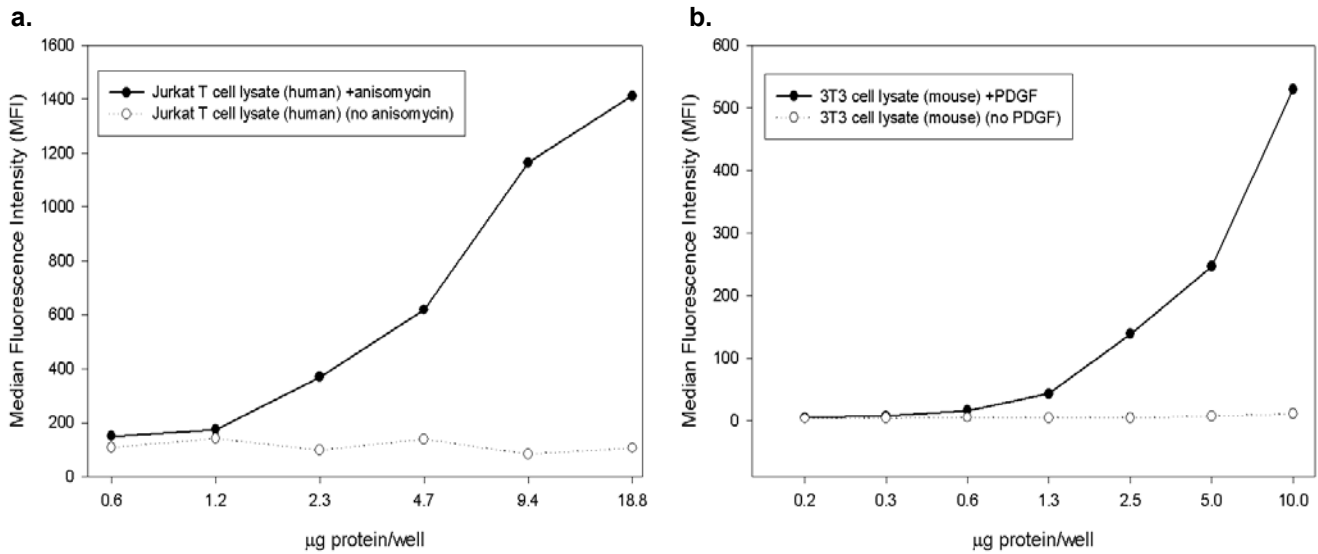 a.
Median Fluorescence Intensity (MFI)
1600
1400
1200
1000
800
600
400
200
0
Jurkat T cell lysate (human) +anisomycin
Jurkat T cell lysate (human) (no anisomycin)
0.6 1.2 2.3 4.7 9.4 18.8
μg protein/well
b.
Median Fluorescence Intensity (MFI)
600
500
400
300
200
100
0
3T3 cell lysate (mouse) +PDGF
3T3 cell lysate (mouse) (no PDGF)
0.2 0.3 0.6 1.3 2.5 5.0 10.0
μg protein/well